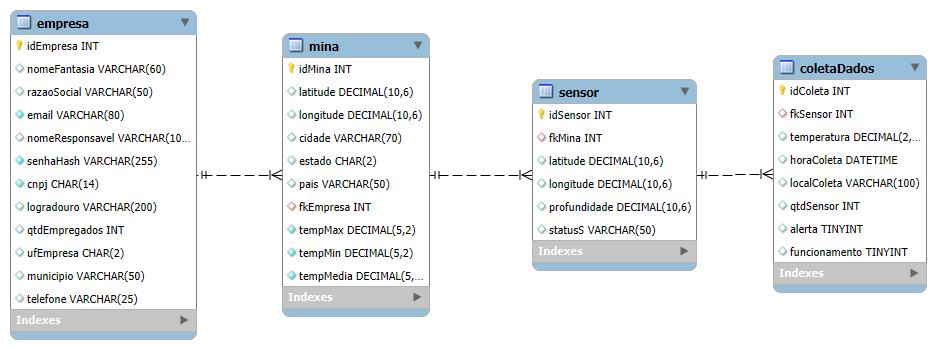 empresa
idEmpresa INT
nomeFantasia VARCHAR(60)
razaoSocial VARCHAR(50)
email VARCHAR(80)
nomeResponsavel VARCHAR(10...
senhaHash VARCHAR(255)
cnpj CHAR(14)
logradouro VARCHAR(200)
qtdEmpregados INT
ufEmpresa CHAR(2)
municipio VARCHAR(50)
telefone VARCHAR(25)
Indexes
mina
idMina INT
latitude DECIMAL(10,6)
longitude DECIMAL(10,6)
cidade VARCHAR(70)
estado CHAR(2)
pais VARCHAR(50)
fkEmpresa INT
tempMax DECIMAL(5,2)
tempMin DECIMAL(5,2)
tempMedia DECIMAL(5,...
Indexes
sensor
idSensor INT
fkMina INT
latitude DECIMAL(10,6)
longitude DECIMAL(10,6)
profundidade DECIMAL(10,6)
statusS VARCHAR(50)
Indexes
coletaDados
idColeta INT
fkSensor INT
temperatura DECIMAL(2,...
horaColeta DATETIME
localColeta VARCHAR(100)
qtdSensor INT
alerta TINYINT
funcionamento TINYINT
Indexes